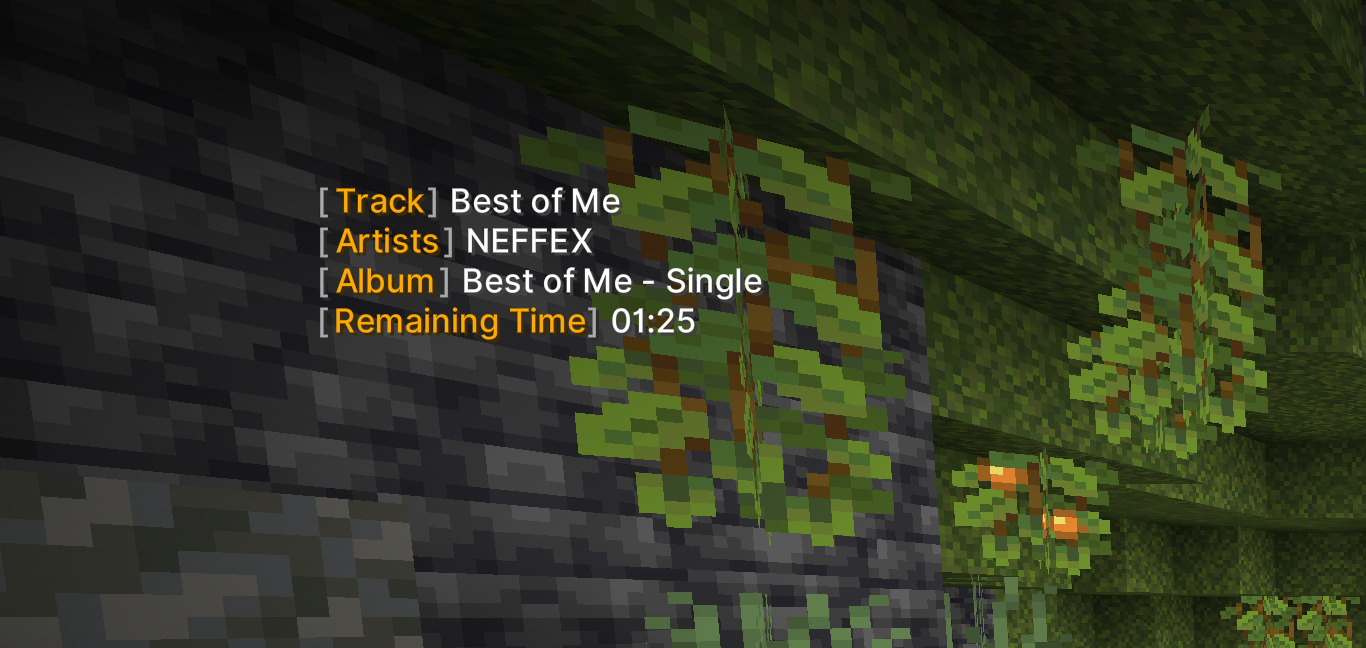 [Track] Best of Me
[Artists] NEFFEX
[Album] Best of Me - Single
[Remaining Time] 01:25